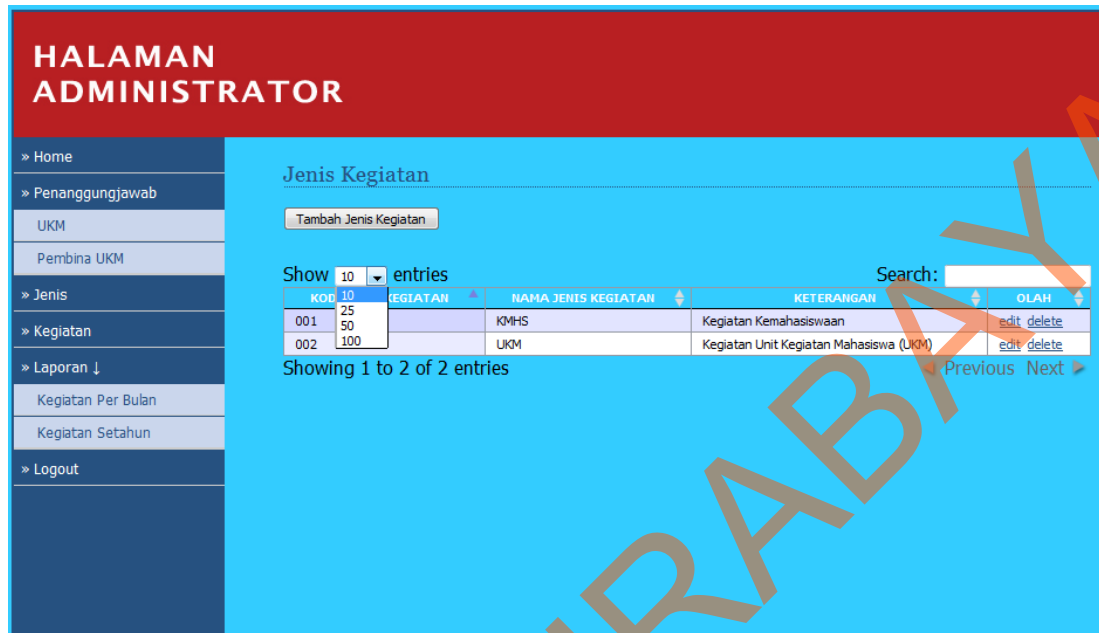 HALAMAN
ADMINISTRATOR
» Home
» Penanggungjawab
UKM
Pembina UKM
» Jenis
» Kegiatan
» Laporan ↓
Kegiatan Per Bulan
Kegiatan Setahun
» Logout
Jenis Kegiatan
Tambah Jenis Kegiatan
Show 10 entries Search:
10
25
50
100
KEGIATAN NAMA JENIS KEGIATAN KETERANGAN OLAH
001 KMHS Kegiatan Kemahasiswaan edit delete
002 UKM Kegiatan Unit Kegiatan Mahasiswa (UKM) edit delete
Showing 1 to 2 of 2 entries Previous Next